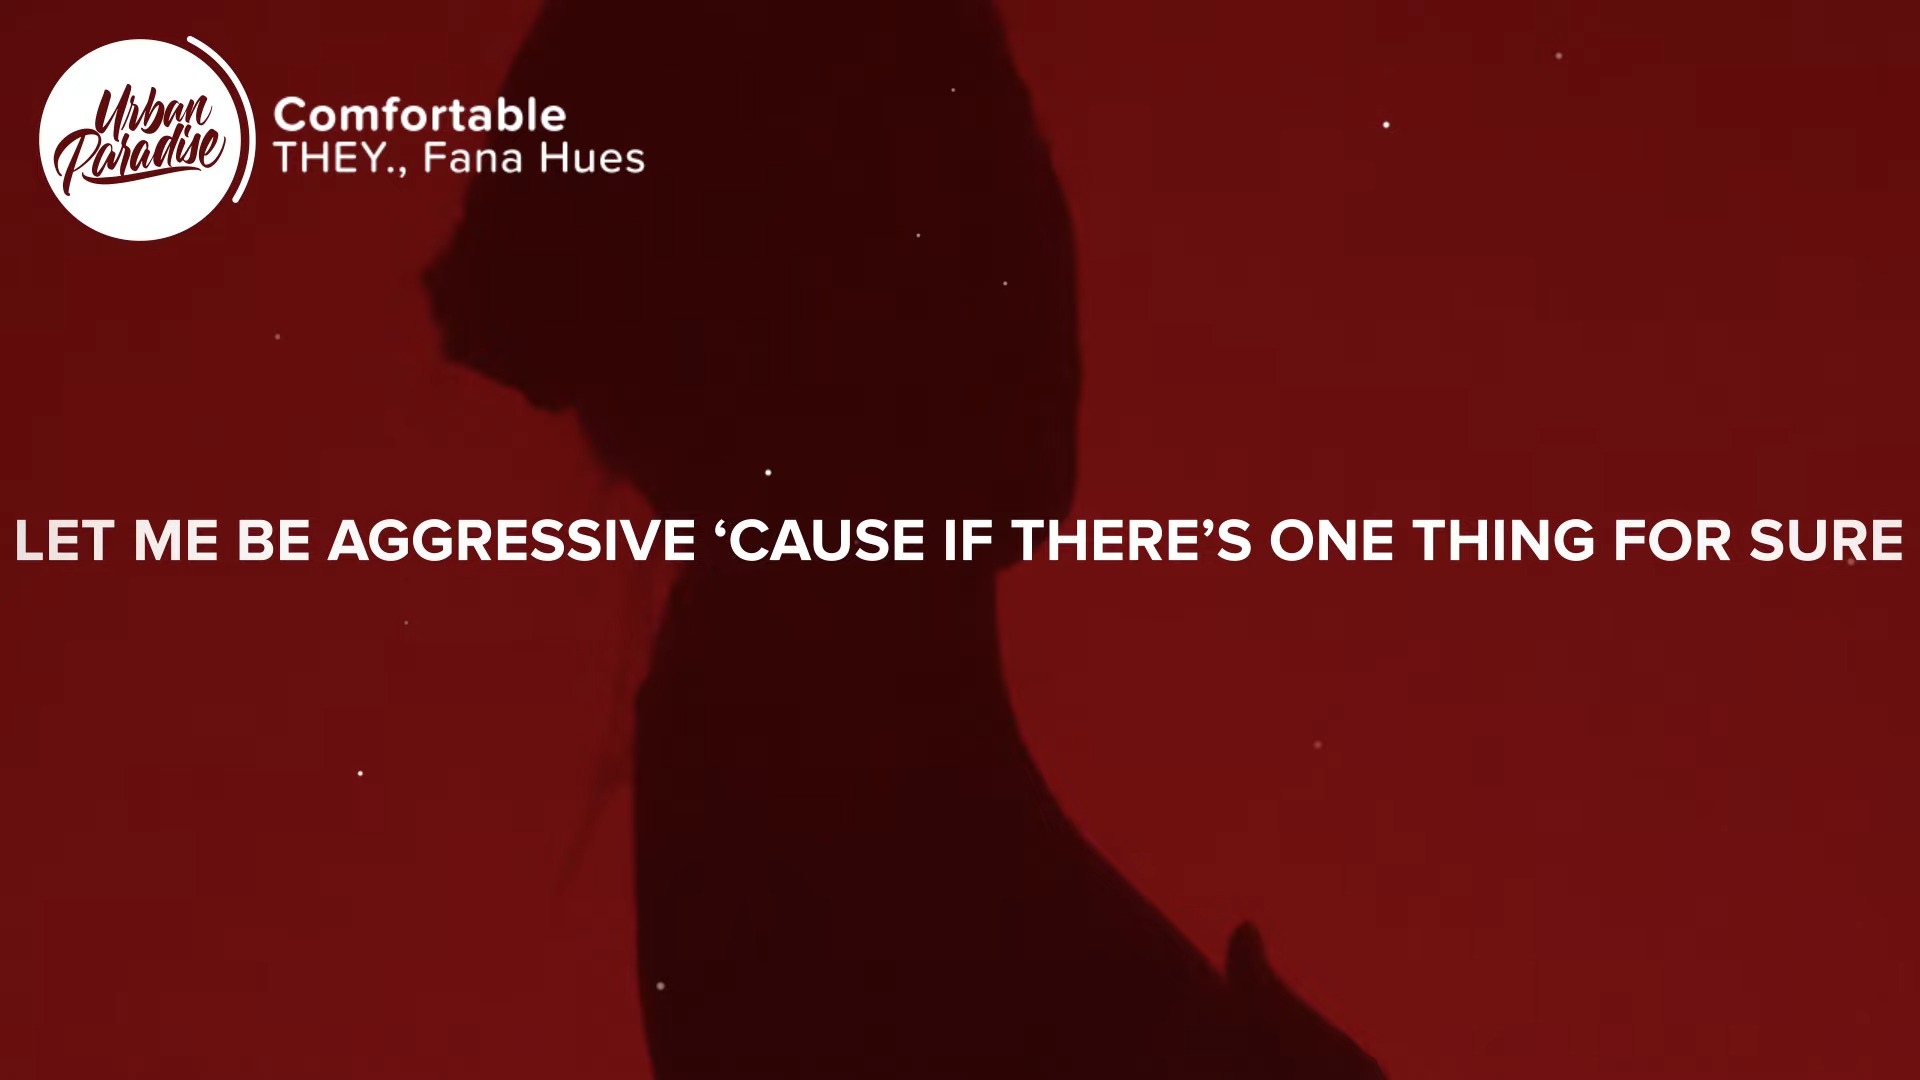 Urban
Paradise
Comfortable
THEY., Fana Hues
LET ME BE AGGRESSIVE ‘CAUSE IF THERE’S ONE THING FOR SURE